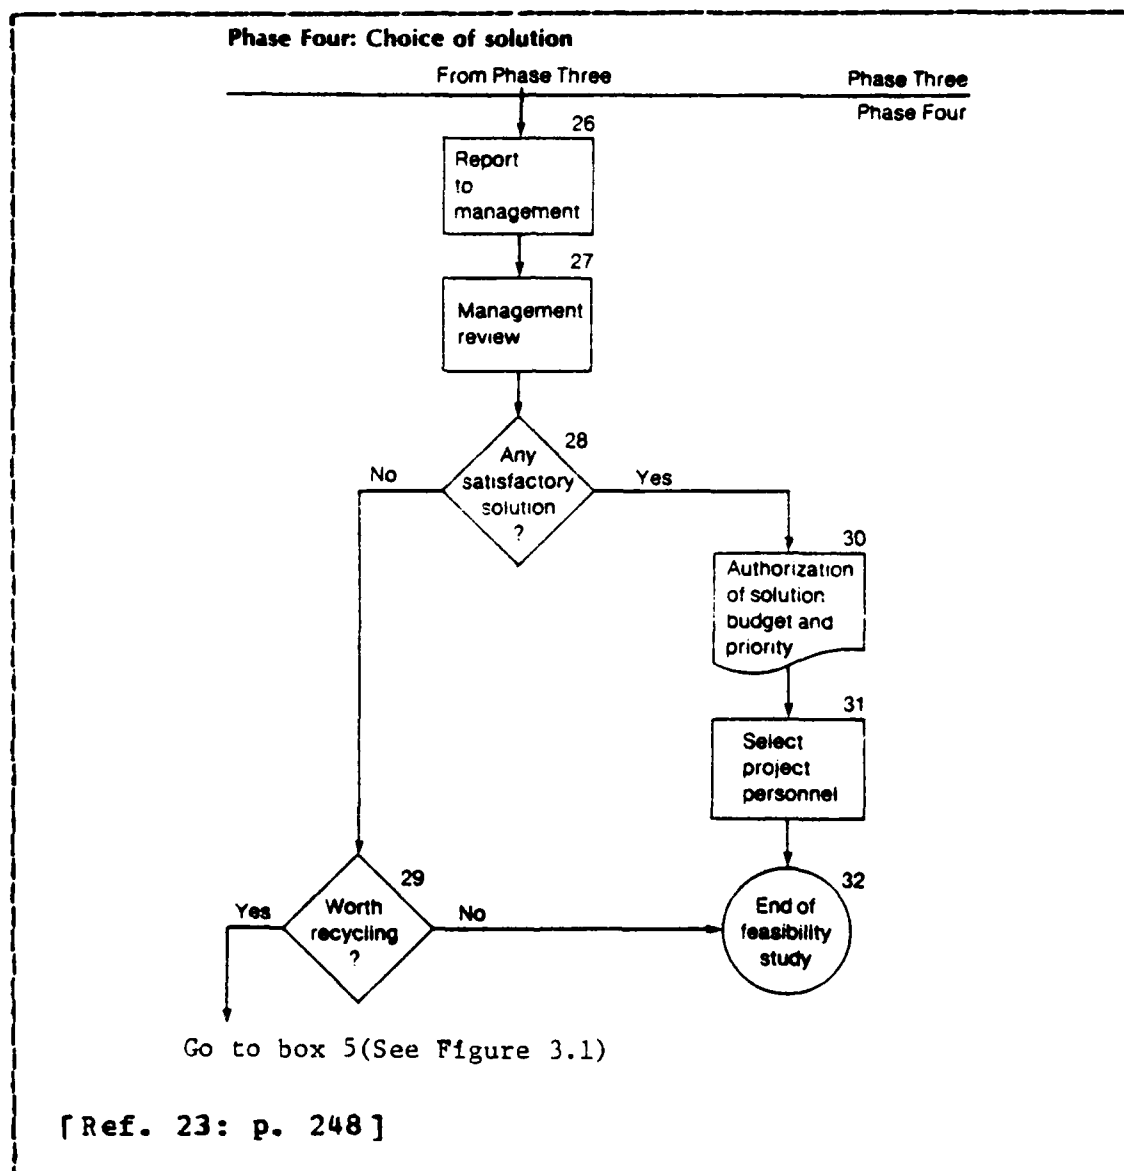 Phase Four: Choice of solution
From Phase Three
Phase Three
Phase Four
26
Report
to
management
27
Management
review
28
Any
satisfactory
solution
?
No
Yes
30
Authorization
of solution
budget and
priority
31
Select
project
personnel
29
Worth
recycling
?
Yes
No
32
End of
feasibility
study
Go to box 5(See Figure 3.1)
[Ref. 23: p. 248]